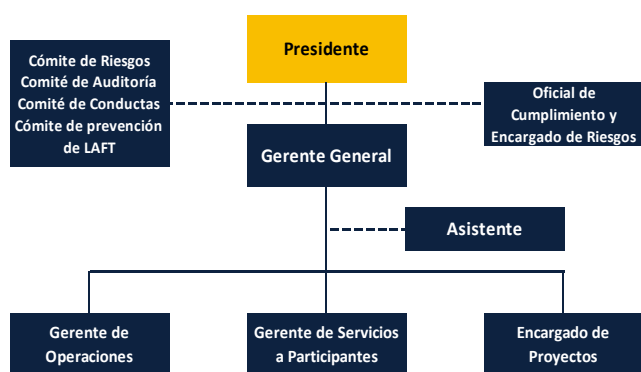 Presidente
Cómite de Riesgos
Comité de Auditoría
Comité de Conductas
Cómite de prevención
de LAFT
Oficial de
Cumplimiento y
Encargado de Riesgos
Gerente General
Asistente
Gerente de
Operaciones
Gerente de Servicios
a Participantes
Encargado de
Proyectos